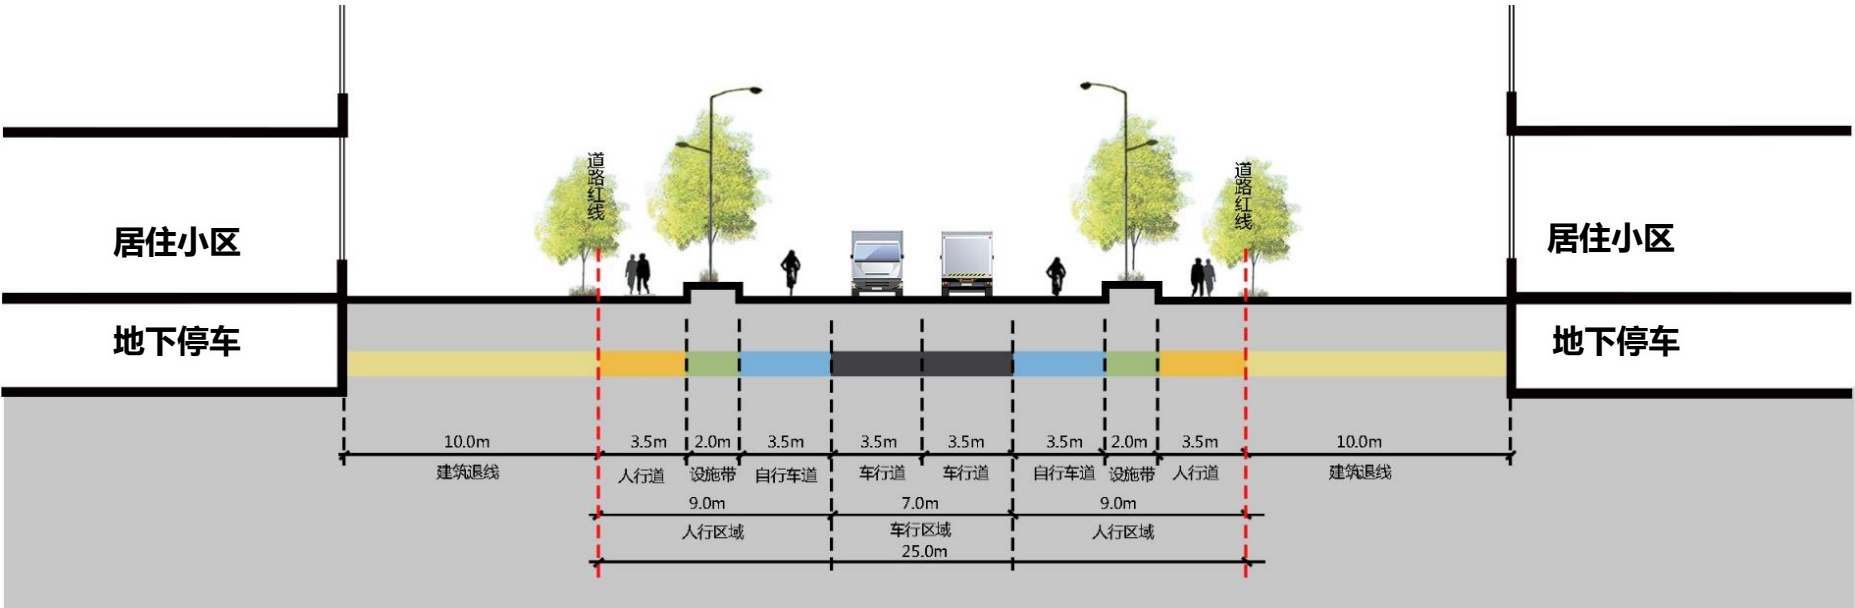 道路红线
道路红线
居住小区
居住小区
地下停车
地下停车
10.0m 3.5m 2.0m 3.5m 3.5m 3.5m 3.5m 2.0m 3.5m 10.0m
建筑退线 人行道 设施带 自行车道 车行道 车行道 自行车道 设施带 人行道 建筑退线
9.0m 7.0m 9.0m
人行区域 车行区域 人行区域
25.0m